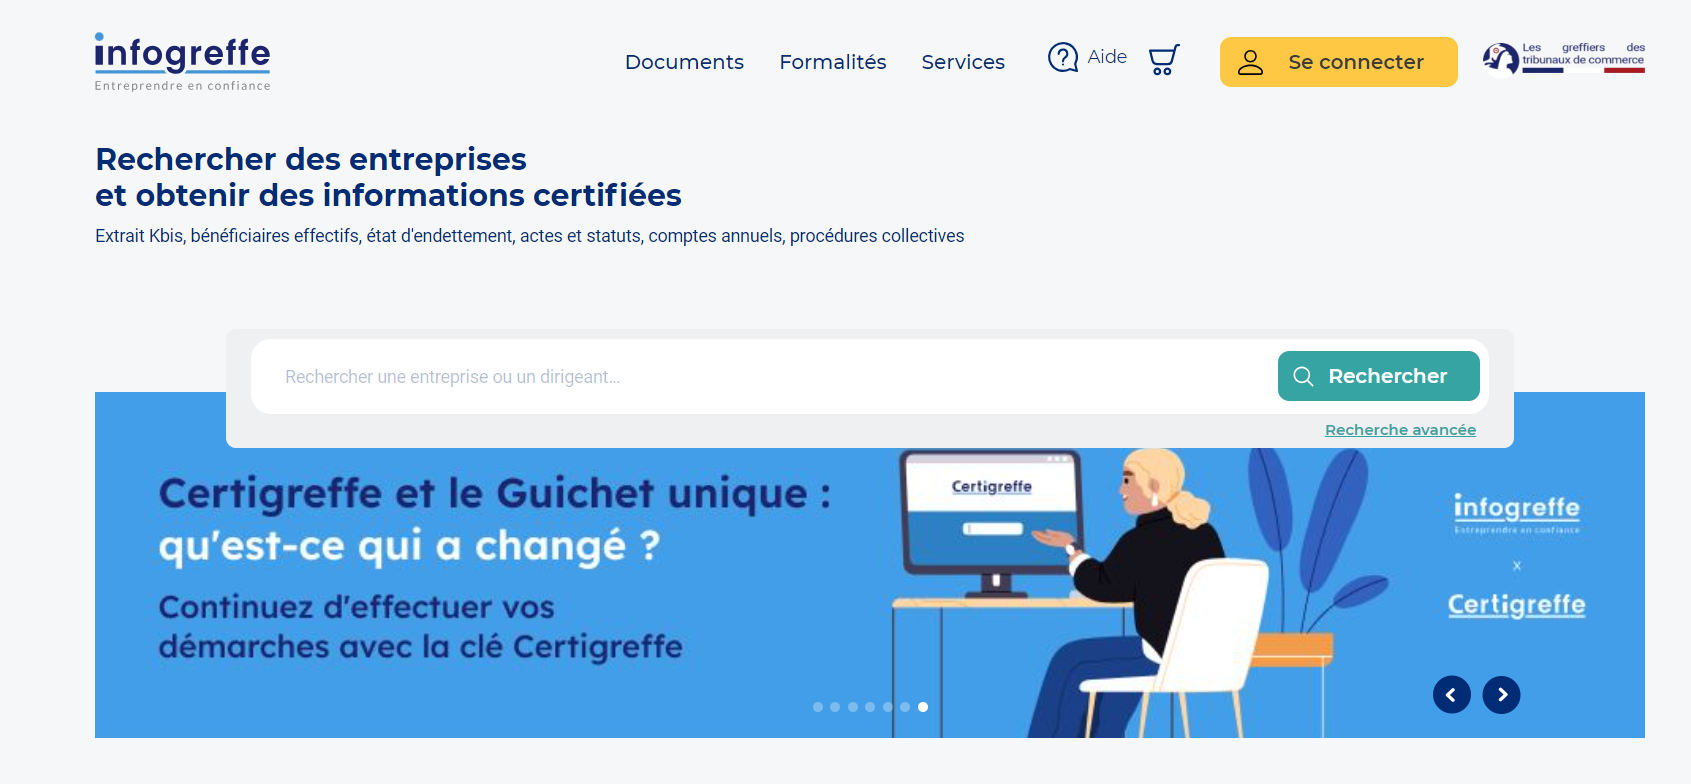 infogreffe
Entreprendre en confiance
Documents
Formalités
Services
Aide
Se connecter
Les greffiers des
tribunaux de commerce
Rechercher des entreprises
et obtenir des informations certifiées
Extrait Kbis, bénéficiaires effectifs, état d'endettement, actes et statuts, comptes annuels, procédures collectives
Rechercher une entreprise ou un dirigeant...
Rechercher
Recherche avancée
Certigreffe et le Guichet unique :
qu'est-ce qui a changé ?
Continuez d'effectuer vos
démarches avec la clé Certigreffe
Certigreffe
infogreffe
Entreprendre en confiance
x
Certigreffe